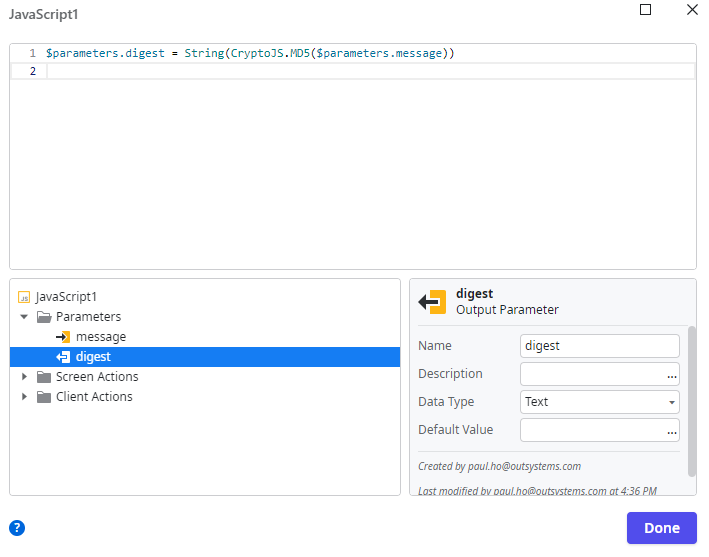 JavaScript1
1 $parameters.digest = String(CryptoJS.MD5($parameters.message))
2
JS JavaScript1
Parameters
message
digest
Screen Actions
Client Actions
digest
Output Parameter
Name digest
Description ...
Data Type Text
Default Value ...
Created by paul.ho@outsystems.com
Last modified by paul.ho@outsystems.com at 4:36 PM
?
Done